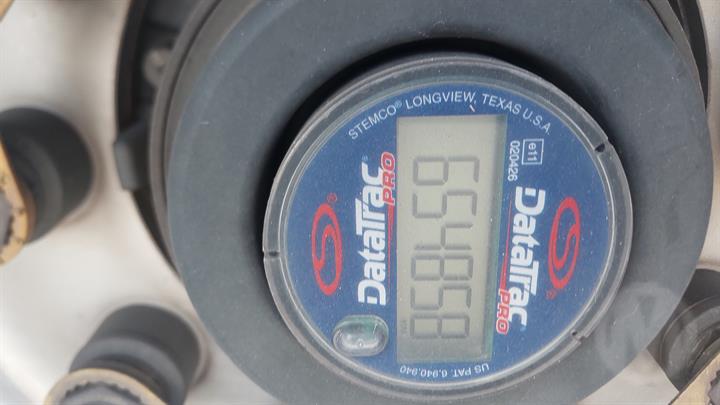 STEMCO® LONGVIEW, TEXAS U.S.A.
e11
020426
DataTrac®
PRO
654858
DataTrac®
PRO
US PAT. 6,940,940